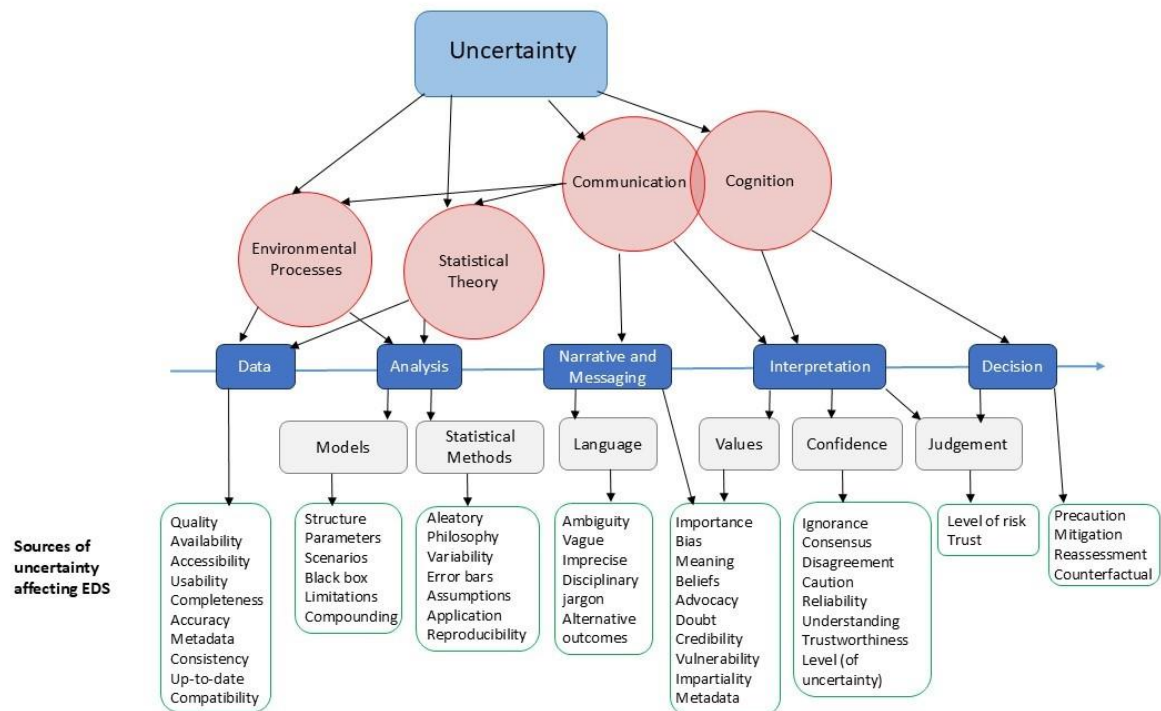 Uncertainty
Communication
Cognition
Environmental
Processes
Statistical
Theory
Data
Analysis
Narrative and
Messaging
Interpretation
Decision
Models
Statistical
Methods
Language
Values
Confidence
Judgement
Sources of
uncertainty
affecting EDS
Quality
Availability
Accessibility
Usability
Completeness
Accuracy
Metadata
Consistency
Up-to-date
Compatibility
Structure
Parameters
Scenarios
Black box
Limitations
Compounding
Aleatory
Philosophy
Variability
Error bars
Assumptions
Application
Reproducibility
Ambiguity
Vague
Imprecise
Disciplinary
jargon
Alternative
outcomes
Importance
Bias
Meaning
Beliefs
Advocacy
Doubt
Credibility
Vulnerability
Impartiality
Metadata
Ignorance
Consensus
Disagreement
Caution
Reliability
Understanding
Trustworthiness
Level (of
uncertainty)
Level of risk
Trust
Precaution
Mitigation
Reassessment
Counterfactual